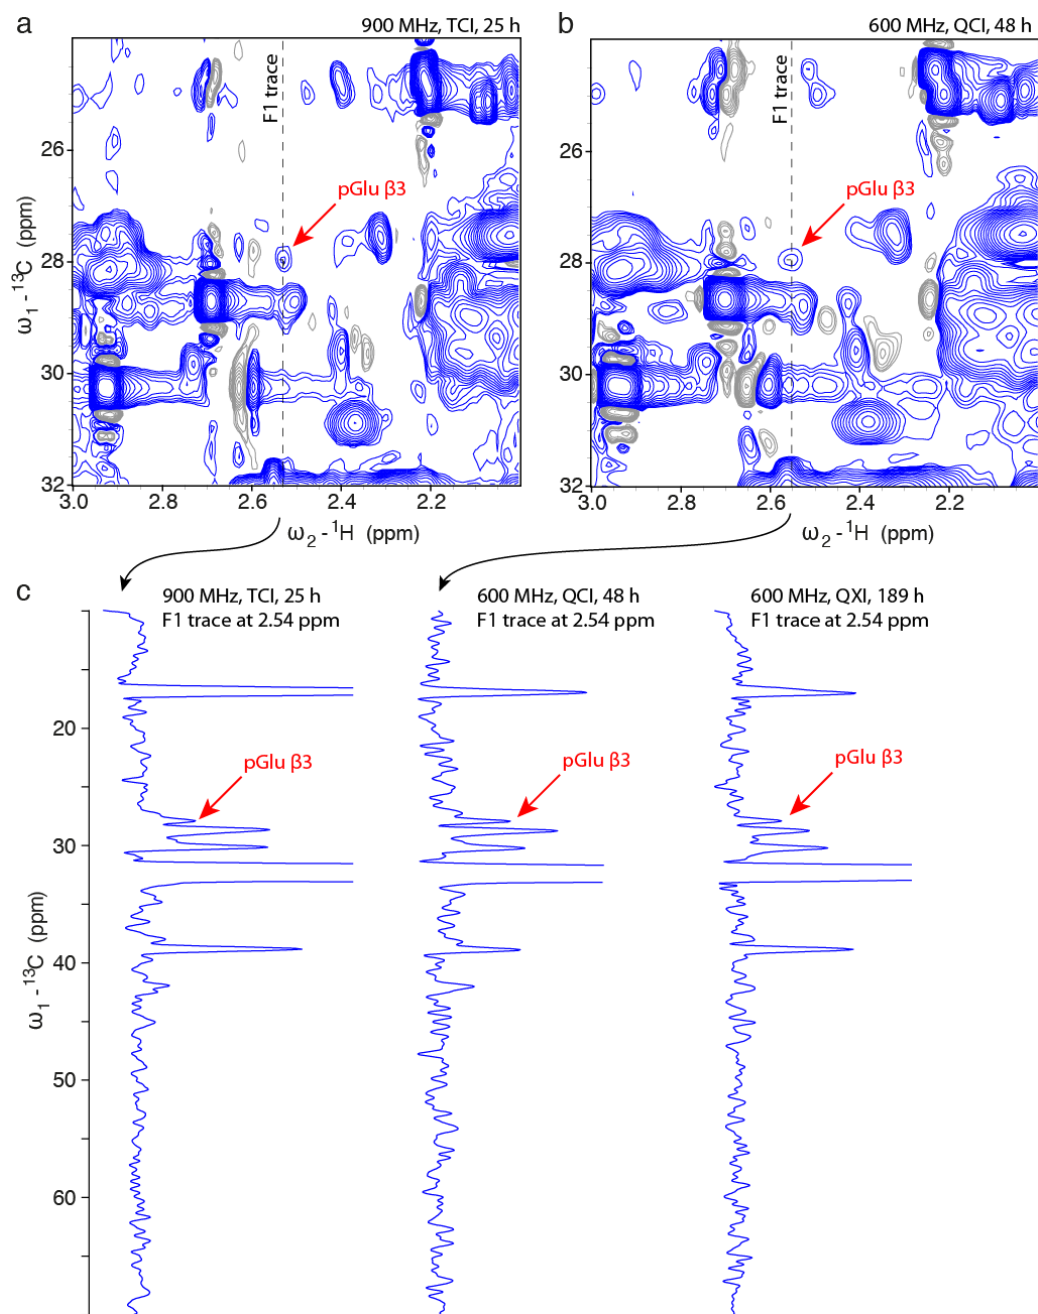 a
900 MHz, TCI, 25 h
b
600 MHz, QCI, 48 h
F1 trace
F1 trace
26
26
pGlu β3
pGlu β3
28
28
ω1 - 13C (ppm)
ω1 - 13C (ppm)
30
30
32
32
3.0 2.8 2.6 2.4 2.2
3.0 2.8 2.6 2.4 2.2
ω2 - 1H (ppm)
ω2 - 1H (ppm)
c
900 MHz, TCI, 25 h
F1 trace at 2.54 ppm
600 MHz, QCI, 48 h
F1 trace at 2.54 ppm
600 MHz, QXI, 189 h
F1 trace at 2.54 ppm
20
pGlu β3
pGlu β3
pGlu β3
30
40
ω1 - 13C (ppm)
50
60